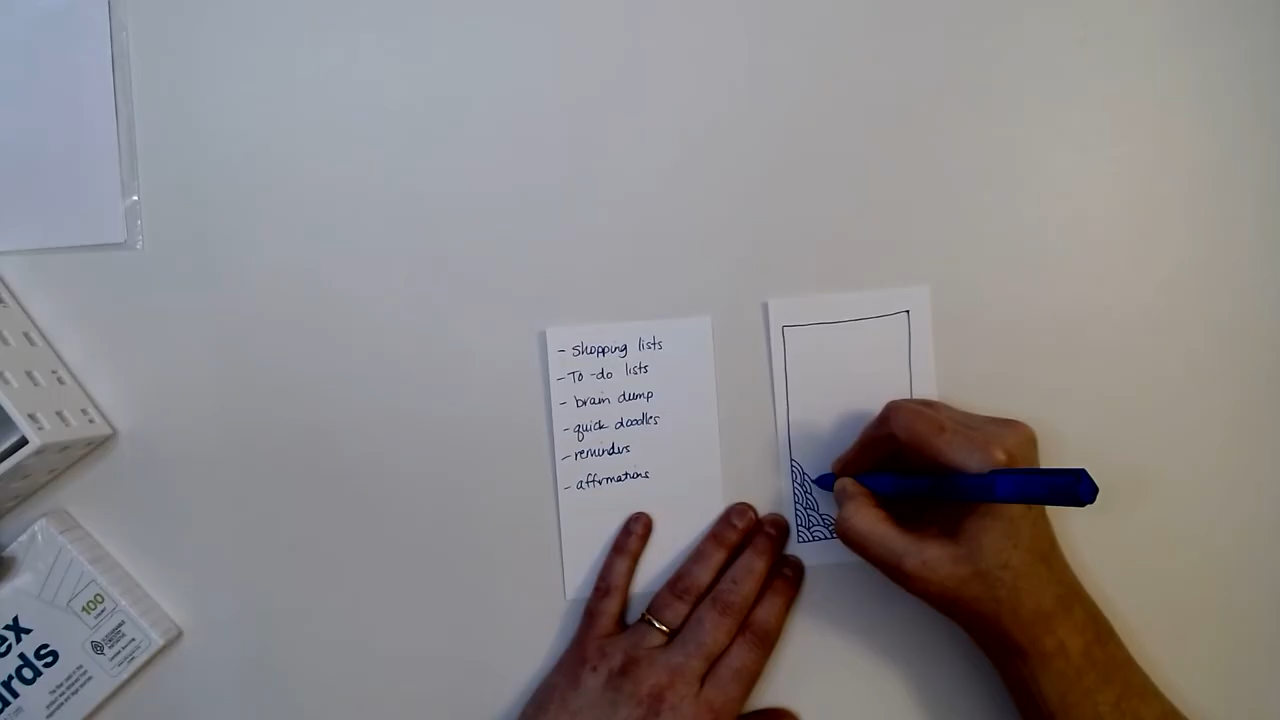 - shopping lists
- To-do lists
- brain dump
- quick doodles
- reminders
- affirmations
100
ex
ards